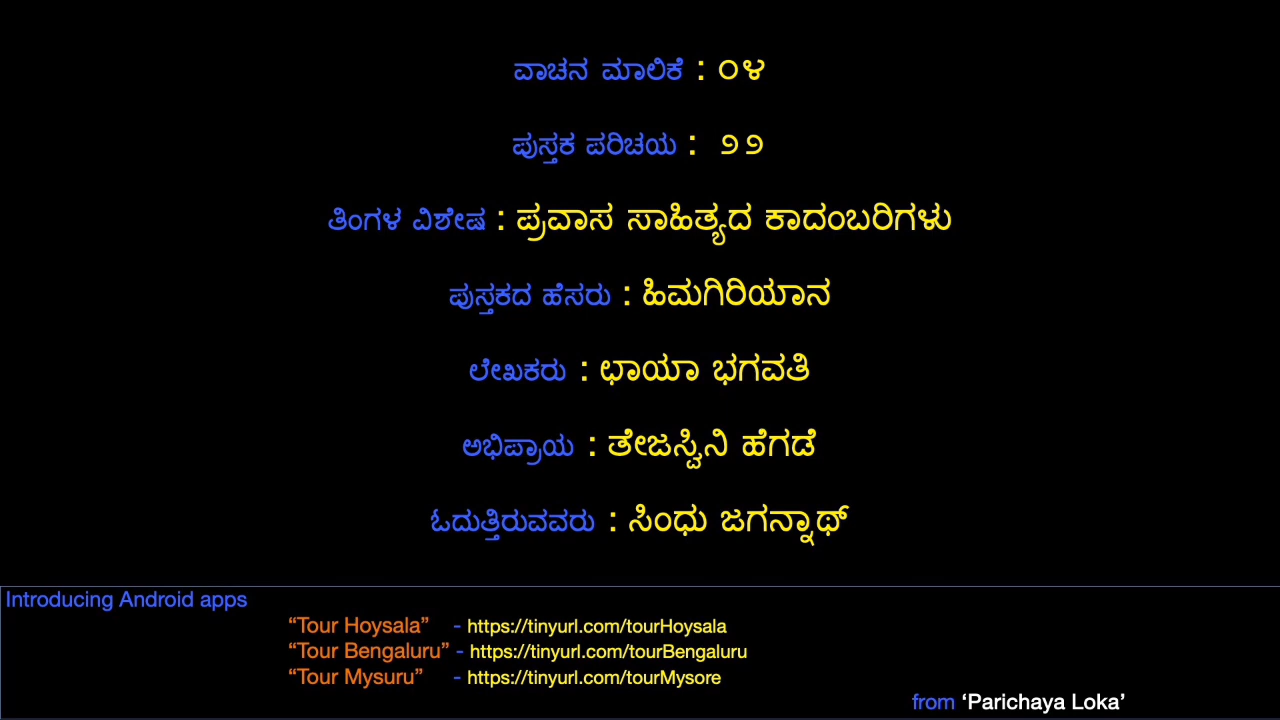 ವಾಚನ ಮಾಲಿಕೆ : ೦೪
ಪುಸ್ತಕ ಪರಿಚಯ : ೨೨
ತಿಂಗಳ ವಿಶೇಷ : ಪ್ರವಾಸ ಸಾಹಿತ್ಯದ ಕಾದಂಬರಿಗಳು
ಪುಸ್ತಕದ ಹೆಸರು : ಹಿಮಗಿರಿಯಾನ
ಲೇಖಕರು : ಛಾಯಾ ಭಗವತಿ
ಅಭಿಪ್ರಾಯ : ತೇಜಸ್ವಿನಿ ಹೆಗಡೆ
ಓದುತ್ತಿರುವವರು : ಸಿಂಧು ಜಗನ್ನಾಥ್
Introducing Android apps
“Tour Hoysala” - https://tinyurl.com/tourHoysala
“Tour Bengaluru” - https://tinyurl.com/tourBengaluru
“Tour Mysuru” - https://tinyurl.com/tourMysore
from ‘Parichaya Loka’